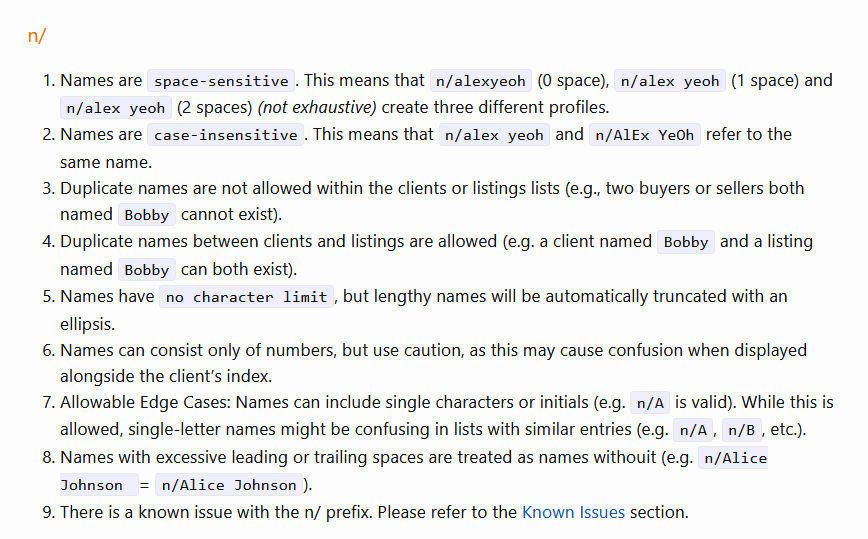 n/
1. Names are space-sensitive. This means that n/alexyeoh (0 space), n/alex yeoh (1 space) and
n/alex yeoh (2 spaces) (not exhaustive) create three different profiles.
2. Names are case-insensitive. This means that n/alex yeoh and n/AlEx YeOh refer to the
same name.
3. Duplicate names are not allowed within the clients or listings lists (e.g., two buyers or sellers both
named Bobby cannot exist).
4. Duplicate names between clients and listings are allowed (e.g. a client named Bobby and a listing
named Bobby can both exist).
5. Names have no character limit, but lengthy names will be automatically truncated with an
ellipsis.
6. Names can consist only of numbers, but use caution, as this may cause confusion when displayed
alongside the client's index.
7. Allowable Edge Cases: Names can include single characters or initials (e.g. n/A is valid). While this is
allowed, single-letter names might be confusing in lists with similar entries (e.g. n/A, n/B, etc.).
8. Names with excessive leading or trailing spaces are treated as names withouit (e.g. n/Alice
Johnson = n/Alice Johnson).
9. There is a known issue with the n/ prefix. Please refer to the Known Issues section.